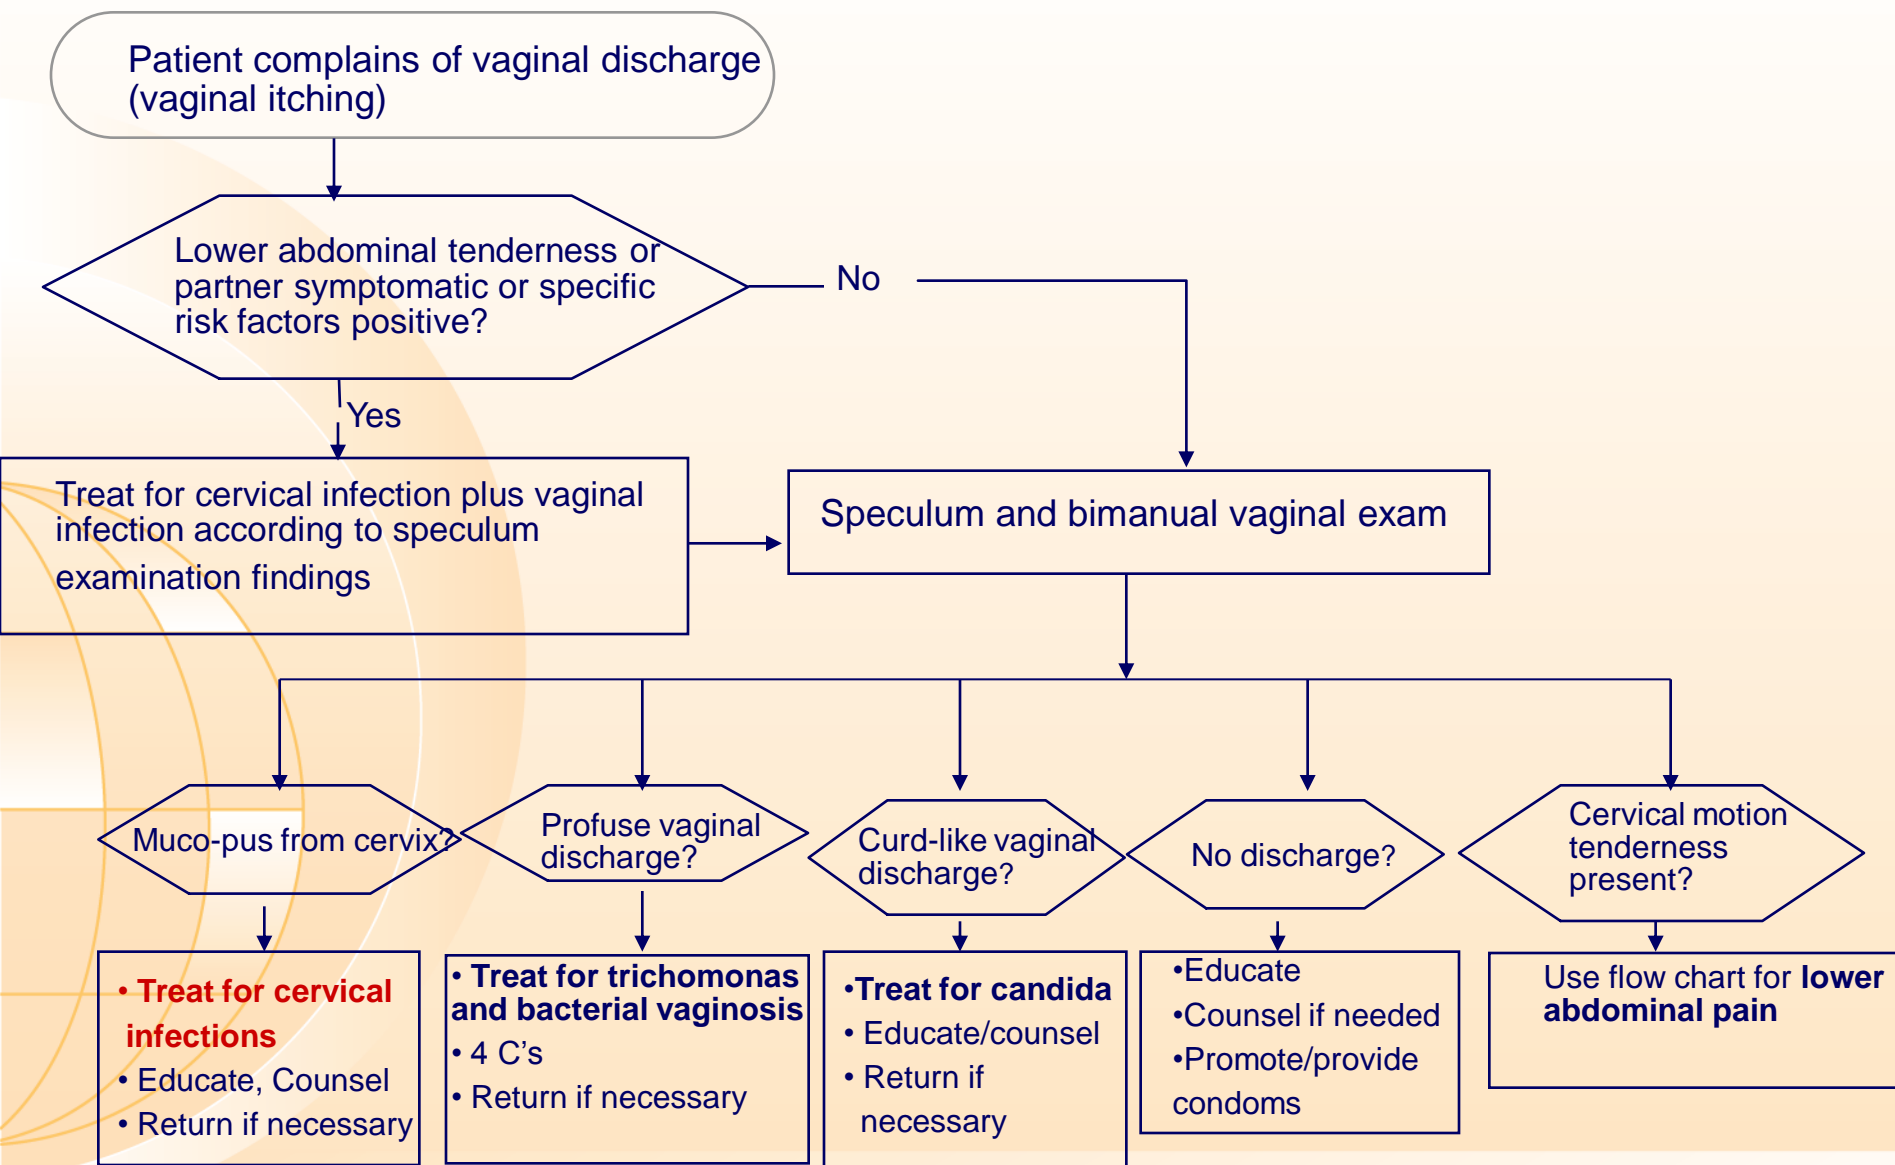 Patient complains of vaginal discharge
(vaginal itching)
Lower abdominal tenderness or
partner symptomatic or specific
risk factors positive?
No
Yes
Treat for cervical infection plus vaginal
infection according to speculum
examination findings
Speculum and bimanual vaginal exam
Muco-pus from cervix?
Profuse vaginal
discharge?
Curd-like vaginal
discharge?
No discharge?
Cervical motion
tenderness
present?
• Treat for cervical
infections
• Educate, Counsel
• Return if necessary
• Treat for trichomonas
and bacterial vaginosis
• 4 C’s
• Return if necessary
•Treat for candida
• Educate/counsel
• Return if
necessary
•Educate
•Counsel if needed
•Promote/provide
condoms
Use flow chart for lower
abdominal pain